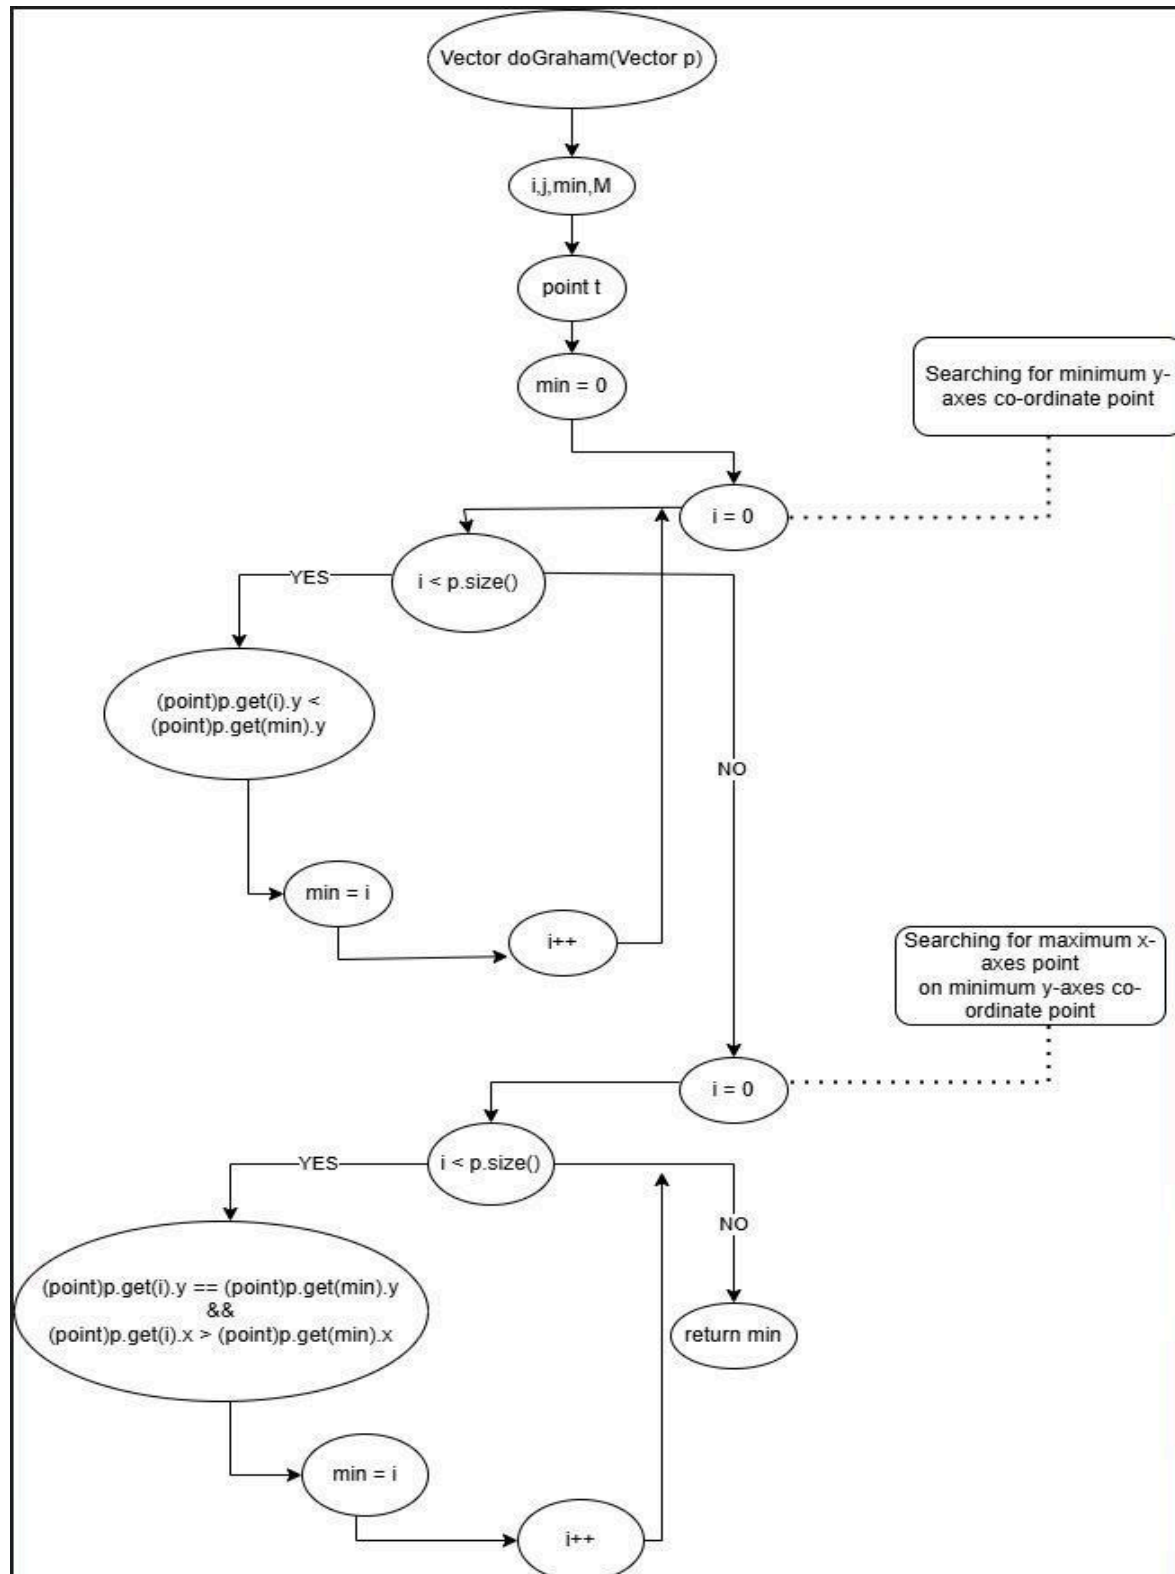 Vector doGraham(Vector p)
i,j,min,M
point t
min = 0
Searching for minimum y-
axes co-ordinate point
i = 0
i < p.size()
YES
(point)p.get(i).y <
(point)p.get(min).y
NO
min = i
i++
Searching for maximum x-
axes point
on minimum y-axes co-
ordinate point
i = 0
i < p.size()
YES
NO
(point)p.get(i).y == (point)p.get(min).y
&&
(point)p.get(i).x > (point)p.get(min).x
return min
min = i
i++